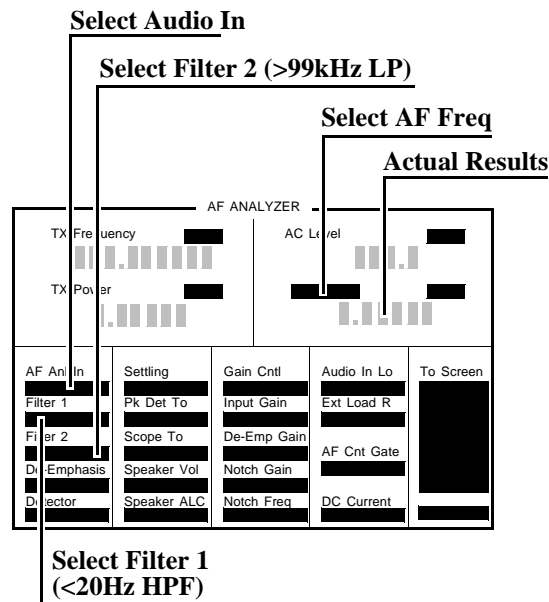 Select Audio In
Select Filter 2 (>99kHz LP)
Select AF Freq
Actual Results
AF ANALYZER
TX Frequency
AC Level
TX Power
AF Anl In
Settling
Gain Cntl
Audio In Lo
To Screen
Filter 1
Pk Det To
Input Gain
Ext Load R
Filter 2
Scope To
De-Emp Gain
AF Cnt Gate
De-Emphasis
Speaker Vol
Notch Gain
Detector
Speaker ALC
Notch Freq
DC Current
Select Filter 1
(<20Hz HPF)